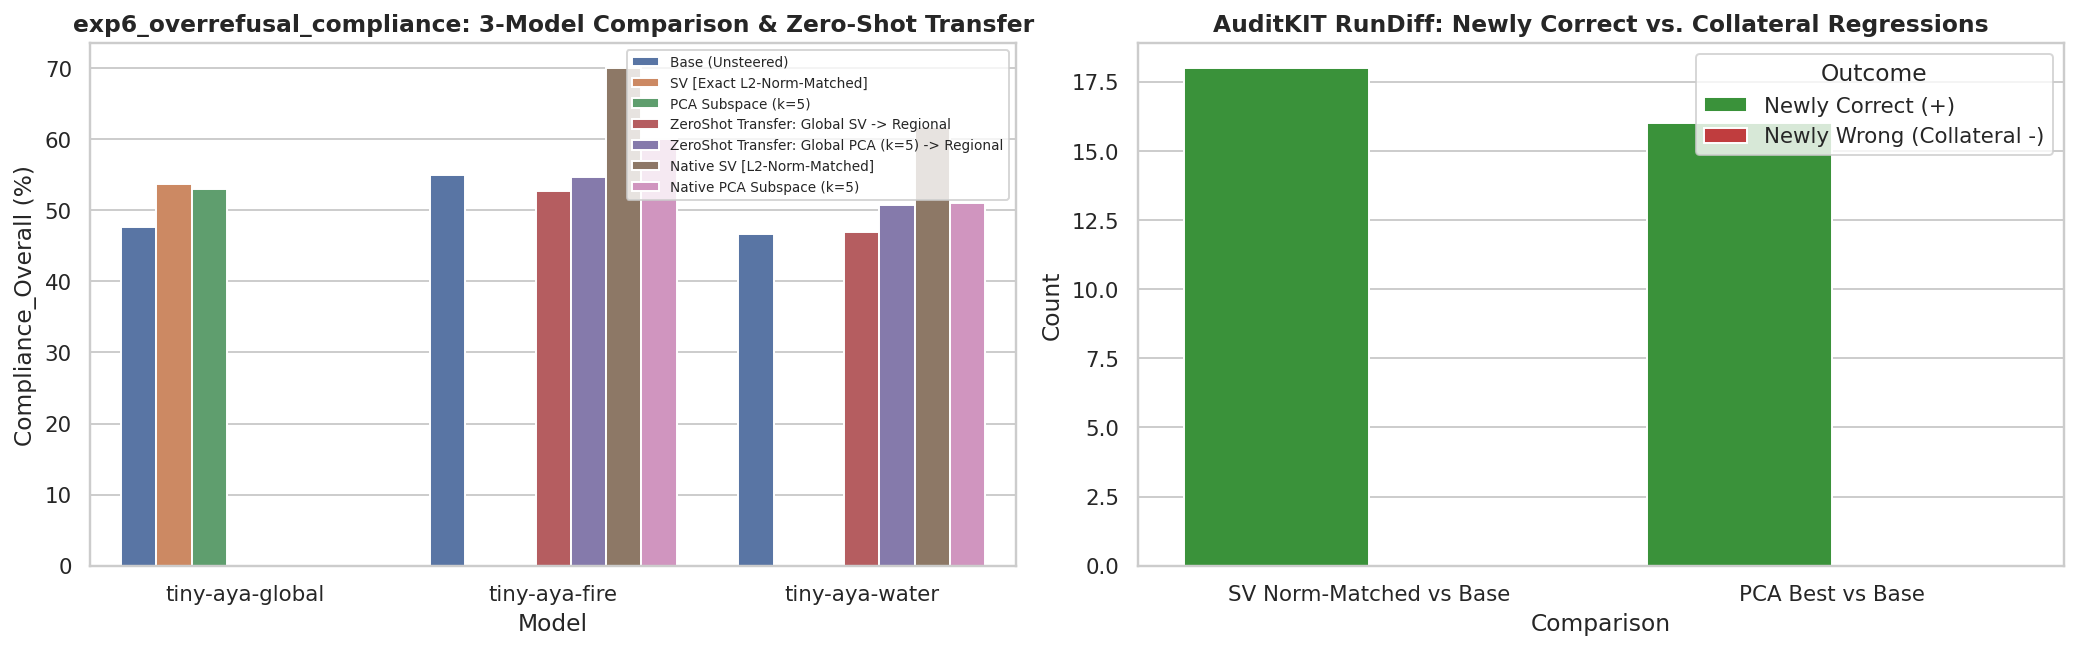 exp6_overrefusal_compliance: 3-Model Comparison & Zero-Shot Transfer
Compliance_Overall (%)
70
60
50
40
30
20
10
0
Base (Unsteered)
SV [Exact L2-Norm-Matched]
PCA Subspace (k=5)
ZeroShot Transfer: Global SV -> Regional
ZeroShot Transfer: Global PCA (k=5) -> Regional
Native SV [L2-Norm-Matched]
Native PCA Subspace (k=5)
tiny-aya-global
tiny-aya-fire
tiny-aya-water
Model
AuditKIT RunDiff: Newly Correct vs. Collateral Regressions
Count
17.5
15.0
12.5
10.0
7.5
5.0
2.5
0.0
Outcome
Newly Correct (+)
Newly Wrong (Collateral -)
SV Norm-Matched vs Base
PCA Best vs Base
Comparison